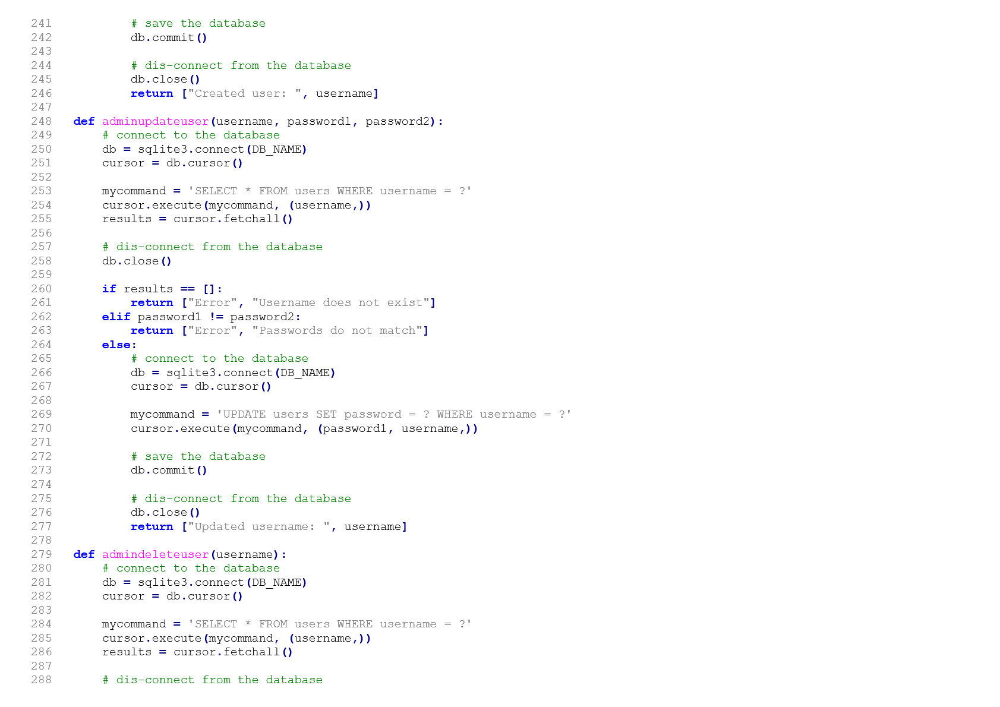 241            # save the database
242            db.commit()
243
244            # dis-connect from the database
245            db.close()
246            return ["Created user: ", username]
247
248    def adminupdateuser(username, password1, password2):
249        # connect to the database
250        db = sqlite3.connect(DB_NAME)
251        cursor = db.cursor()
252
253        mycommand = 'SELECT * FROM users WHERE username = ?'
254        cursor.execute(mycommand, (username,))
255        results = cursor.fetchall()
256
257        # dis-connect from the database
258        db.close()
259
260        if results == []:
261            return ["Error", "Username does not exist"]
262        elif password1 != password2:
263            return ["Error", "Passwords do not match"]
264        else:
265            # connect to the database
266            db = sqlite3.connect(DB_NAME)
267            cursor = db.cursor()
268
269            mycommand = 'UPDATE users SET password = ? WHERE username = ?'
270            cursor.execute(mycommand, (password1, username,))
271
272            # save the database
273            db.commit()
274
275            # dis-connect from the database
276            db.close()
277            return ["Updated username: ", username]
278
279    def admindeleteuser(username):
280        # connect to the database
281        db = sqlite3.connect(DB_NAME)
282        cursor = db.cursor()
283
284        mycommand = 'SELECT * FROM users WHERE username = ?'
285        cursor.execute(mycommand, (username,))
286        results = cursor.fetchall()
287
288        # dis-connect from the database